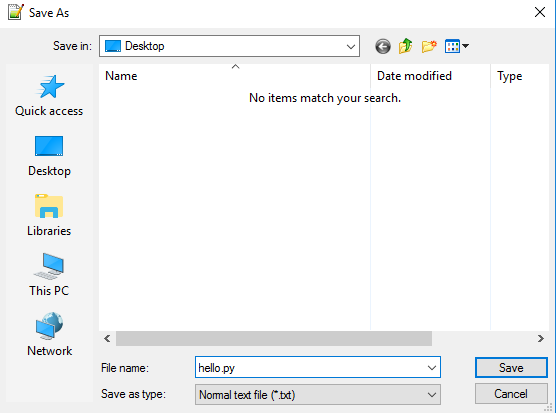 Save As
Save in: Desktop
Name Date modified Type
No items match your search.
Quick access
Desktop
Libraries
This PC
Network
File name: hello.py Save
Save as type: Normal text file (*.txt) Cancel